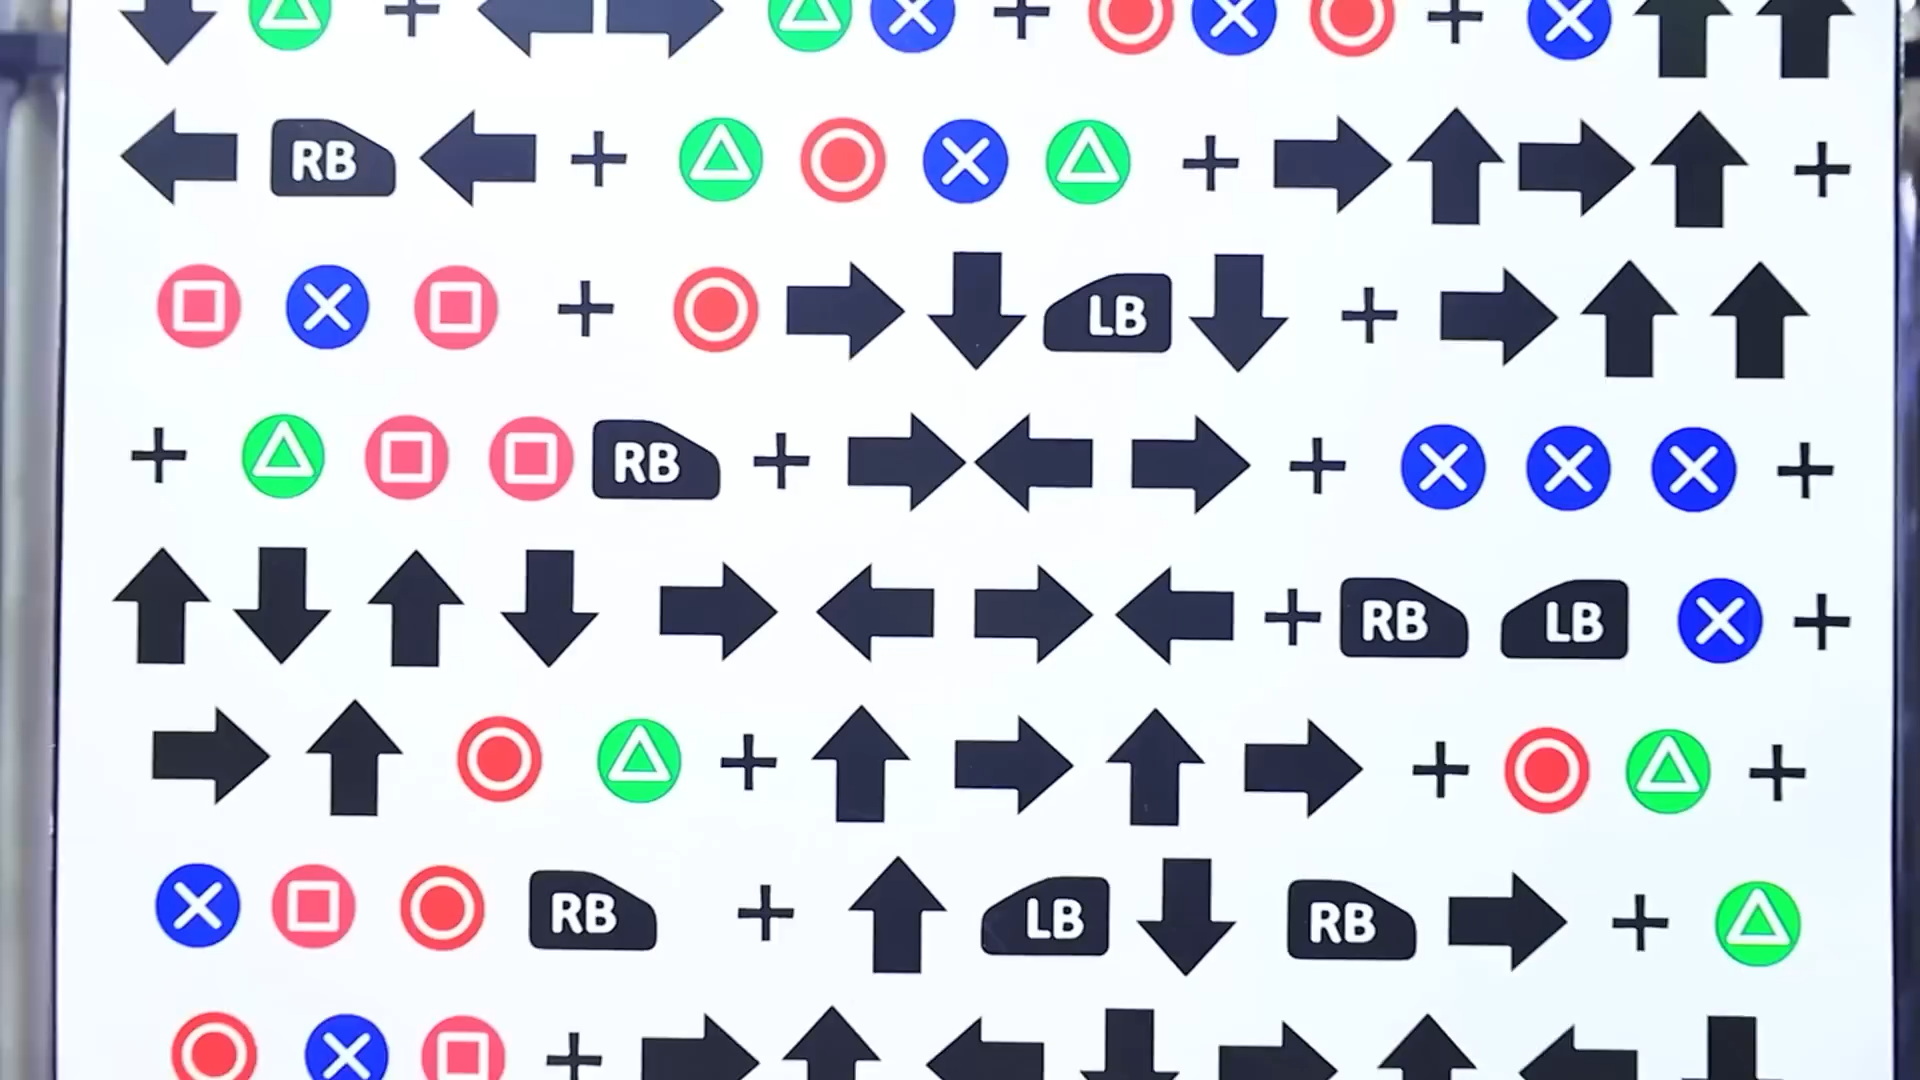 + + +
RB + + +
+ LB +
+ RB + + +
+ RB LB +
+ + +
RB + LB RB +
+